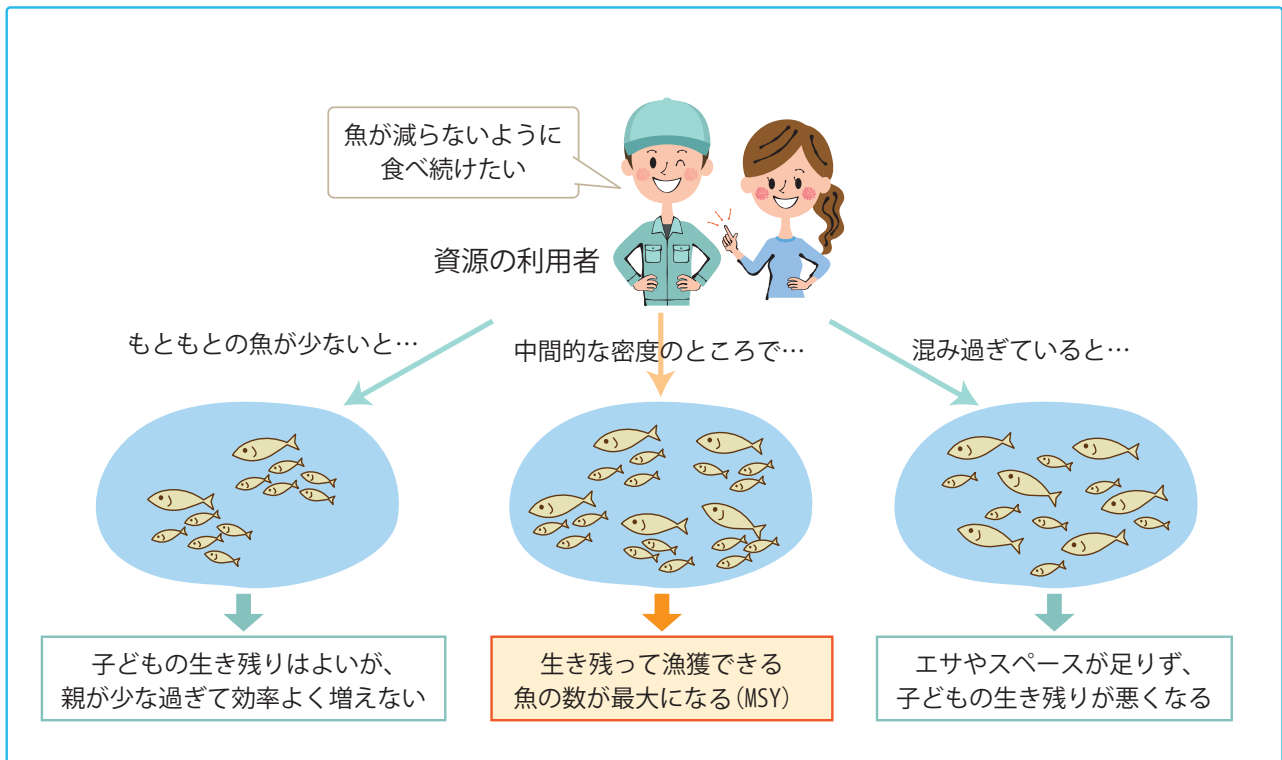 魚が減らないように
食べ続けたい
資源の利用者
もともとの魚が少ないと…
中間的な密度のところで…
混み過ぎていると…
子どもの生き残りはよいが、
親が少な過ぎて効率よく増えない
生き残って漁獲できる
魚の数が最大になる(MSY)
エサやスペースが足りず、
子どもの生き残りが悪くなる